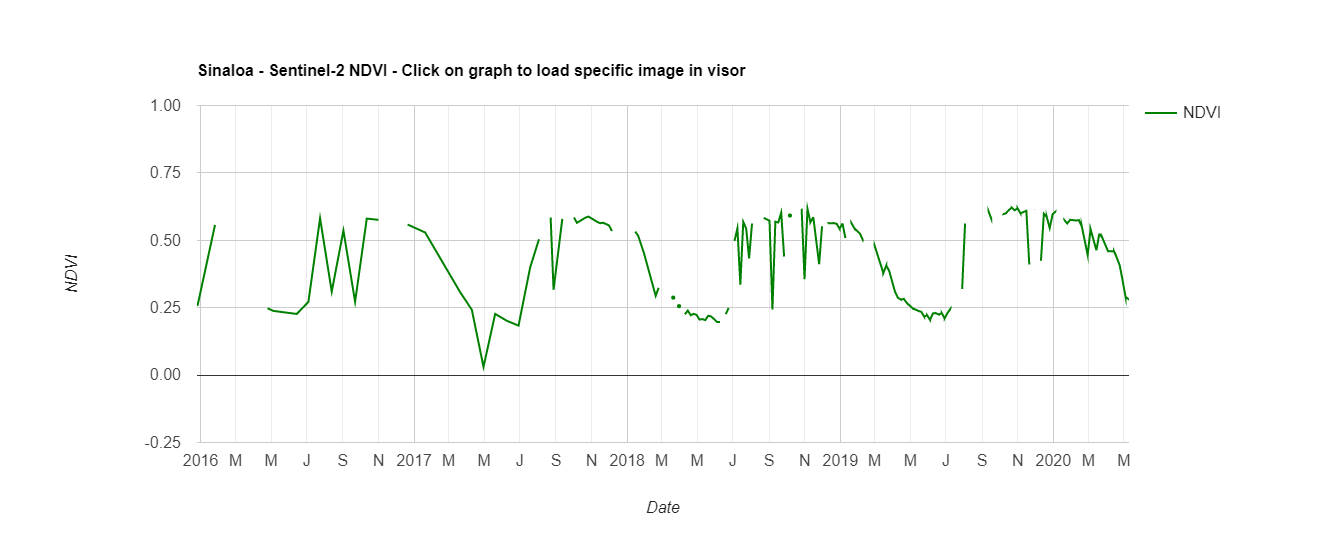 Sinaloa - Sentinel-2 NDVI - Click on graph to load specific image in visor
1.00
NDVI
0.75
0.50
NDVI
0.25
0.00
-0.25
2016 M M J S N 2017 M M J S N 2018 M M J S N 2019 M M J S N 2020 M M
Date